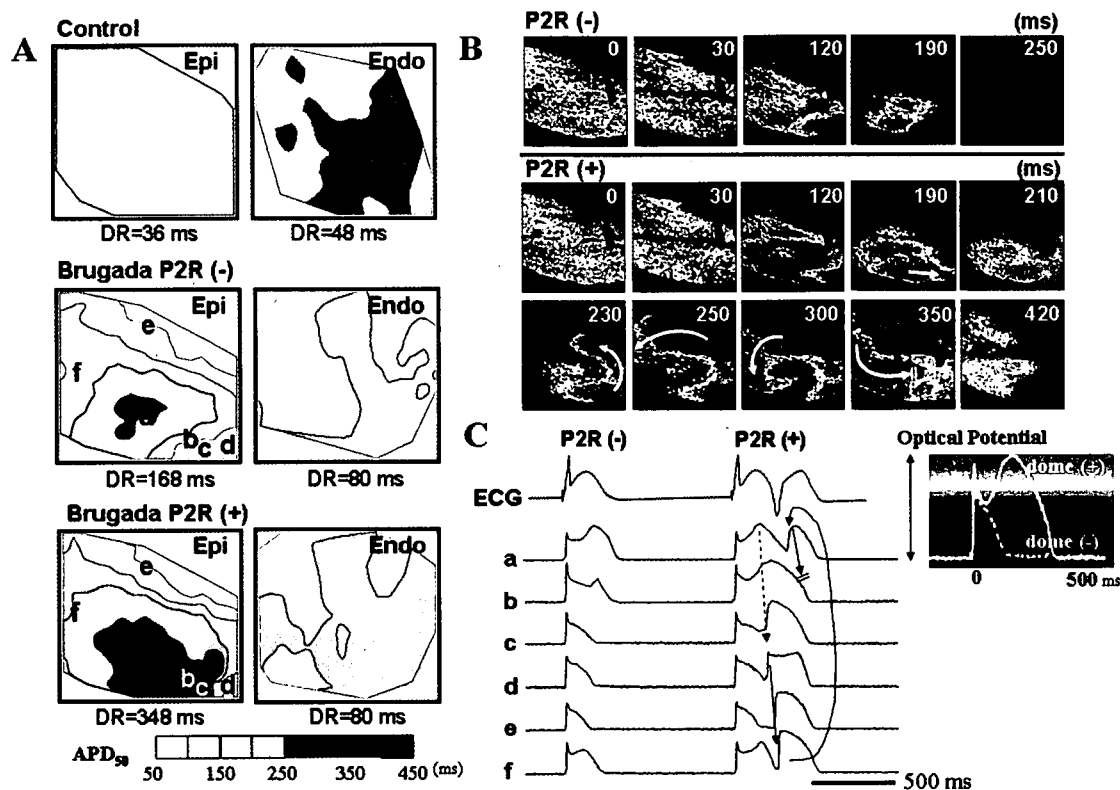 A
Control
Epi
Endo
DR=36 ms
DR=48 ms
Brugada P2R (-)
Epi
Endo
e
f
b c d
DR=168 ms
DR=80 ms
Brugada P2R (+)
Epi
Endo
e
f
b c d
DR=348 ms
DR=80 ms
APD50
50 150 250 350 450 (ms)
B
P2R (-) (ms)
0 30 120 190 250
P2R (+) (ms)
0 30 120 190 210
230 250 300 350 420
C
P2R (-) P2R (+)
ECG
a
b
c
d
e
f
500 ms
Optical Potential
dome (+)
dome (-)
0 500 ms